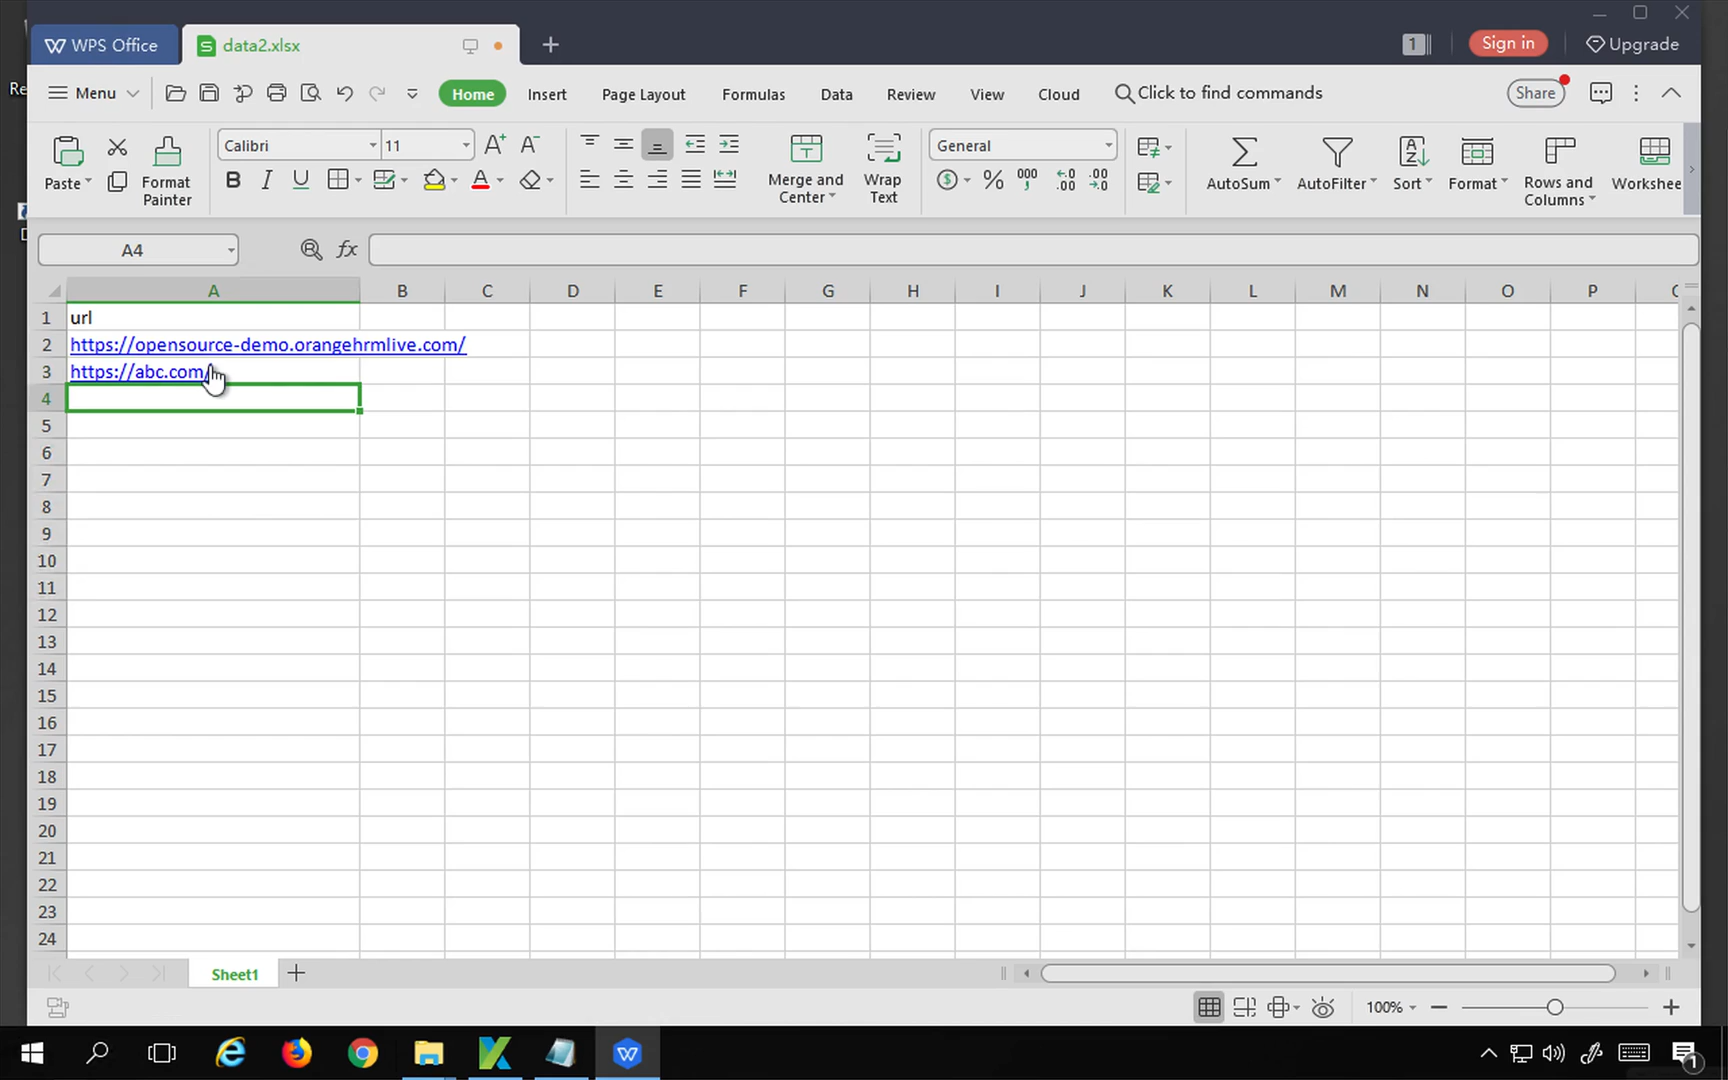 WPS Office
data2.xlsx
1
Sign in
Upgrade
Menu
Home
Insert
Page Layout
Formulas
Data
Review
View
Cloud
Click to find commands
Share
Paste
Format
Painter
Calibri
11
Merge and
Center
Wrap
Text
General
AutoSum
AutoFilter
Sort
Format
Rows and
Columns
Workshee
A4
fx
A B C D E F G H I J K L M N O P
1 url
2 https://opensource-demo.orangehrmlive.com/
3 https://abc.com/
4
5
6
7
8
9
10
11
12
13
14
15
16
17
18
19
20
21
22
23
24
Sheet1
100%
1